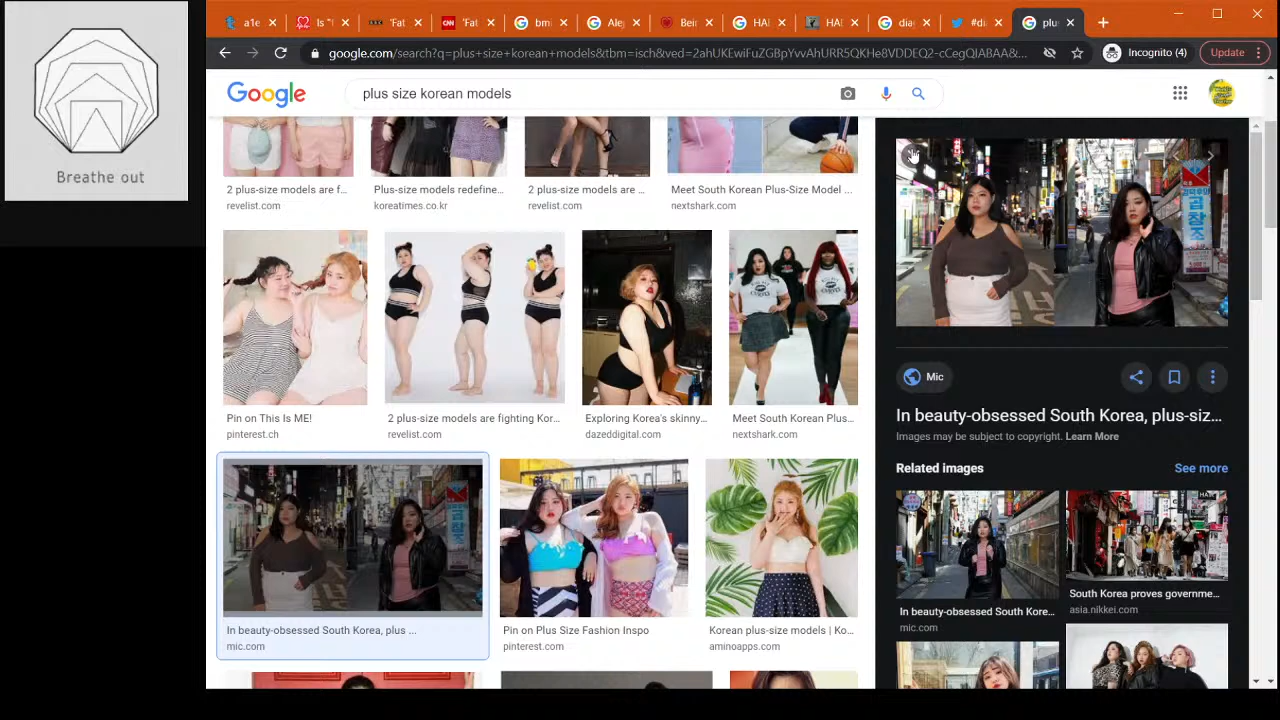 Breathe out
a1e
Is "
'Fat
'Fat
bmi
Alej
Bein
HAE
HAL
dia
#di
plu
google.com/search?q=plus+size+korean+models&tbm=isch&ved=2ahUKEwiFuZGBpYvvAhURR5QKHe8VDDEQ2-cCegQIABAA&...
Incognito (4)
Update
Google
plus size korean models
2 plus-size models are f...
revelist.com
Plus-size models redefine...
koreatimes.co.kr
2 plus-size models are ...
revelist.com
Meet South Korean Plus-Size Model ...
nextshark.com
Pin on This Is ME!
pinterest.ch
2 plus-size models are fighting Kor...
revelist.com
Exploring Korea's skinny...
dazeddigital.com
Meet South Korean Plus...
nextshark.com
In beauty-obsessed South Korea, plus ...
mic.com
Pin on Plus Size Fashion Inspo
pinterest.com
Korean plus-size models | Ko...
aminoapps.com
Mic
In beauty-obsessed South Korea, plus-siz...
Images may be subject to copyright. Learn More
Related images
See more
In beauty-obsessed South Kore...
mic.com
South Korea proves governme...
asia.nikkei.com